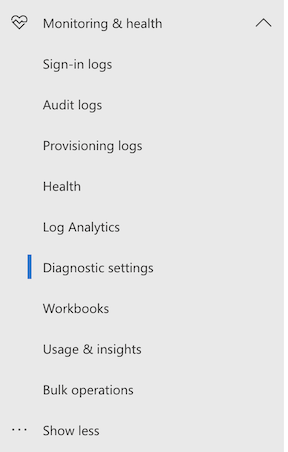 Monitoring & health
Sign-in logs
Audit logs
Provisioning logs
Health
Log Analytics
Diagnostic settings
Workbooks
Usage & insights
Bulk operations
Show less